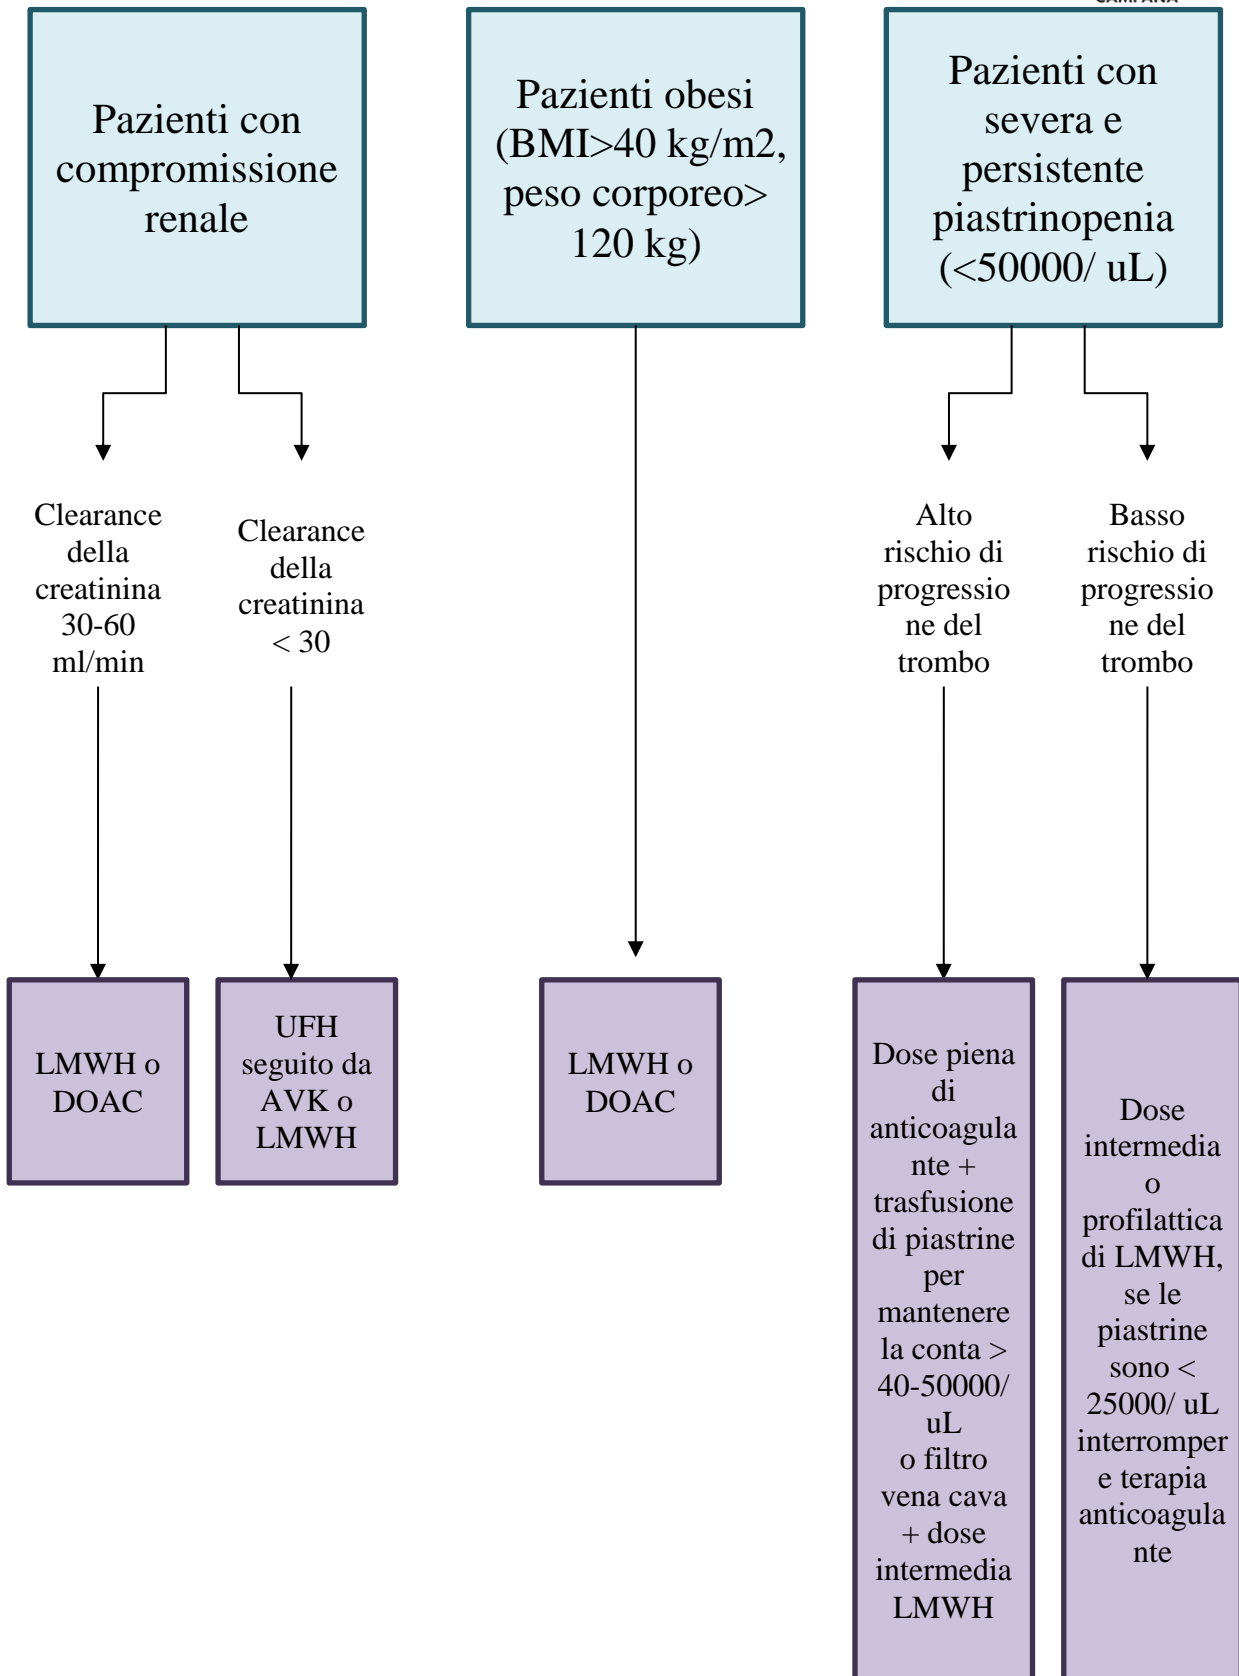 CAMPANA
Pazienti con
compromissione
renale
Pazienti obesi
(BMI>40 kg/m2,
peso corporeo>
120 kg)
Pazienti con
severa e
persistente
piastrinopenia
(<50000/ uL)
Clearance
della
creatinina
30-60
ml/min
Clearance
della
creatinina
< 30
Alto
rischio di
progressio
ne del
trombo
Basso
rischio di
progressio
ne del
trombo
LMWH o
DOAC
UFH
seguito da
AVK o
LMWH
LMWH o
DOAC
Dose piena
di
anticoagula
nte +
trasfusione
di piastrine
per
mantenere
la conta >
40-50000/
uL
o filtro
vena cava
+ dose
intermedia
LMWH
Dose
intermedia
o
profilattica
di LMWH,
se le
piastrine
sono <
25000/ uL
interromper
e terapia
anticoagula
nte